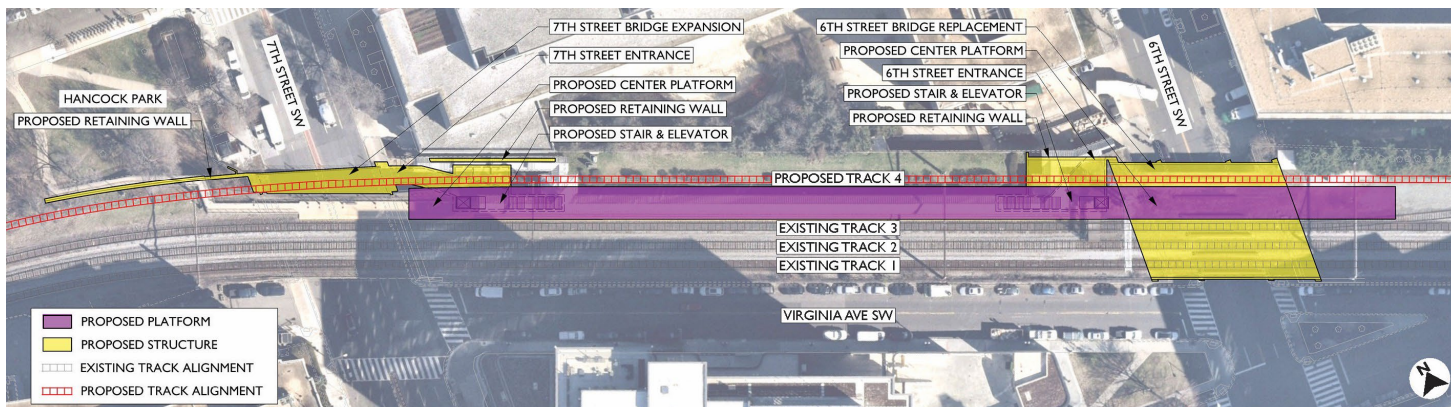 7TH STREET BRIDGE EXPANSION
7TH STREET ENTRANCE
PROPOSED CENTER PLATFORM
PROPOSED RETAINING WALL
PROPOSED STAIR & ELEVATOR
6TH STREET BRIDGE REPLACEMENT
PROPOSED CENTER PLATFORM
6TH STREET ENTRANCE
PROPOSED STAIR & ELEVATOR
PROPOSED RETAINING WALL
7TH STREET SW
6TH STREET SW
HANCOCK PARK
PROPOSED RETAINING WALL
PROPOSED TRACK 4
EXISTING TRACK 3
EXISTING TRACK 2
EXISTING TRACK 1
VIRGINIA AVE SW
PROPOSED PLATFORM
PROPOSED STRUCTURE
EXISTING TRACK ALIGNMENT
PROPOSED TRACK ALIGNMENT
N